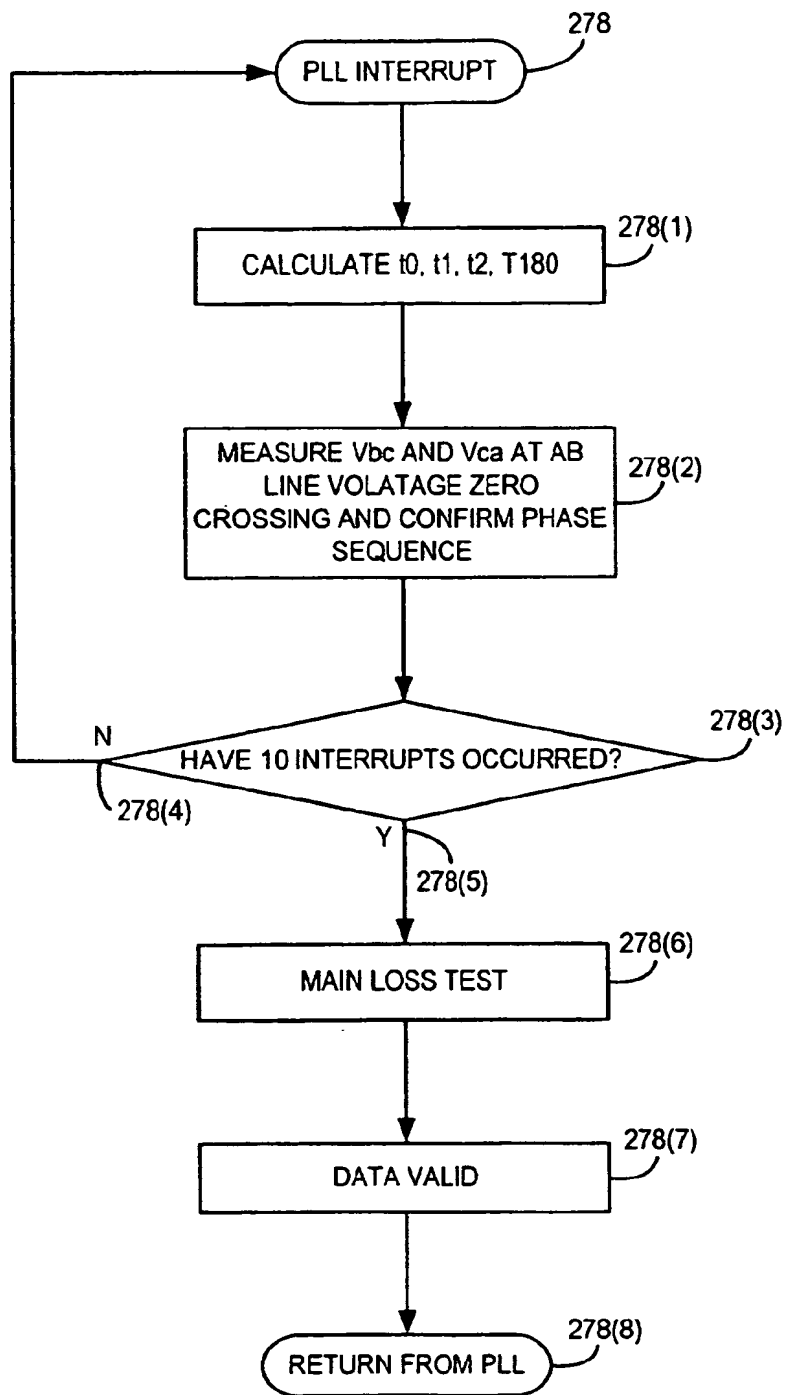 PLL INTERRUPT
278
CALCULATE t0, t1, t2, T180
278(1)
MEASURE Vbc AND Vca AT AB
LINE VOLATAGE ZERO
CROSSING AND CONFIRM PHASE
SEQUENCE
278(2)
HAVE 10 INTERRUPTS OCCURRED?
278(3)
N
278(4)
Y
278(5)
MAIN LOSS TEST
278(6)
DATA VALID
278(7)
RETURN FROM PLL
278(8)